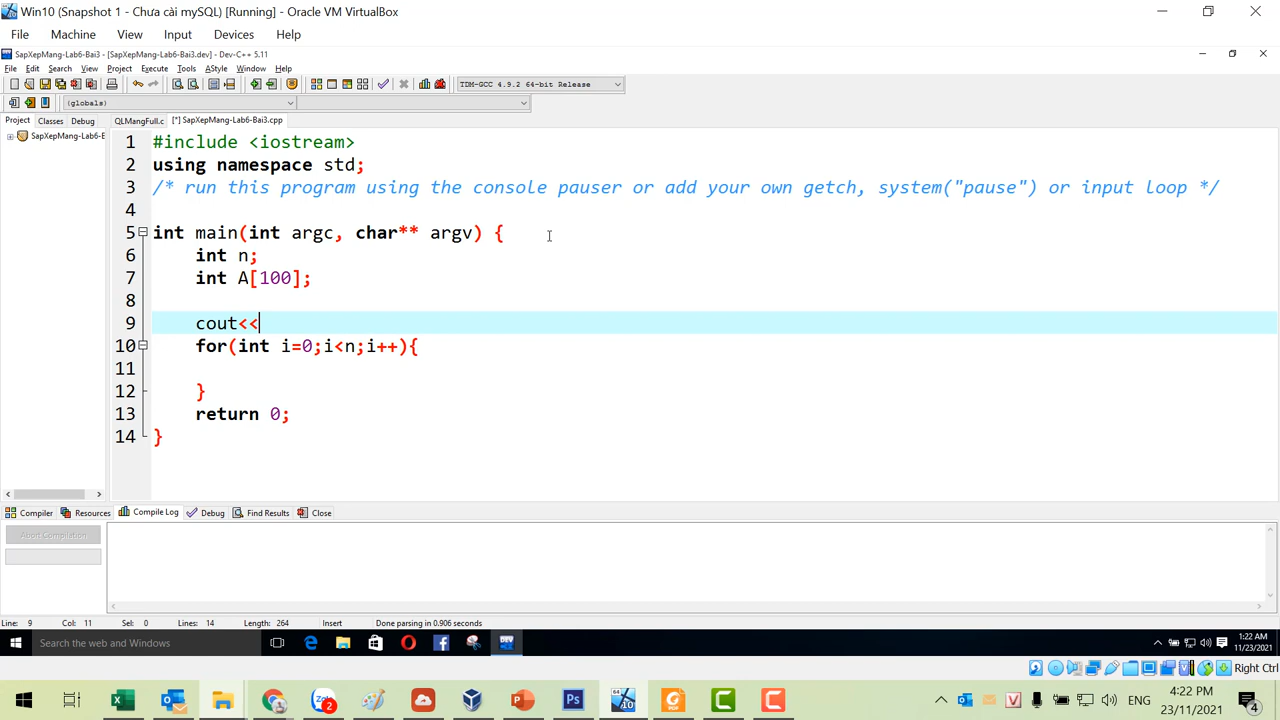 Win10 (Snapshot 1 - Chưa cài mySQL) [Running] - Oracle VM VirtualBox
File Machine View Input Devices Help
SapXepMang-Lab6-Bai3 - [SapXepMang-Lab6-Bai3.dev] - Dev-C++ 5.11
File Edit Search View Project Execute Tools AStyle Window Help
TDM-GCC 4.9.2 64-bit Release
(globals)
Project Classes Debug QLMangFull.c [*] SapXepMang-Lab6-Bai3.cpp
SapXepMang-Lab6-E
1 #include <iostream>
2 using namespace std;
3 /* run this program using the console pauser or add your own getch, system("pause") or input loop */
4
5 int main(int argc, char** argv) {
6 int n;
7 int A[100];
8
9 cout<<
10 for(int i=0;i<n;i++){
11
12 }
13 return 0;
14 }
Compiler Resources Compile Log Debug Find Results Close
Abort Compilation
Line: 9 Col: 11 Sel: 0 Lines: 14 Length: 264 Insert Done parsing in 0.906 seconds
Search the web and Windows
1:22 AM
11/23/2021
Right Ctrl
ENG
4:22 PM
23/11/2021